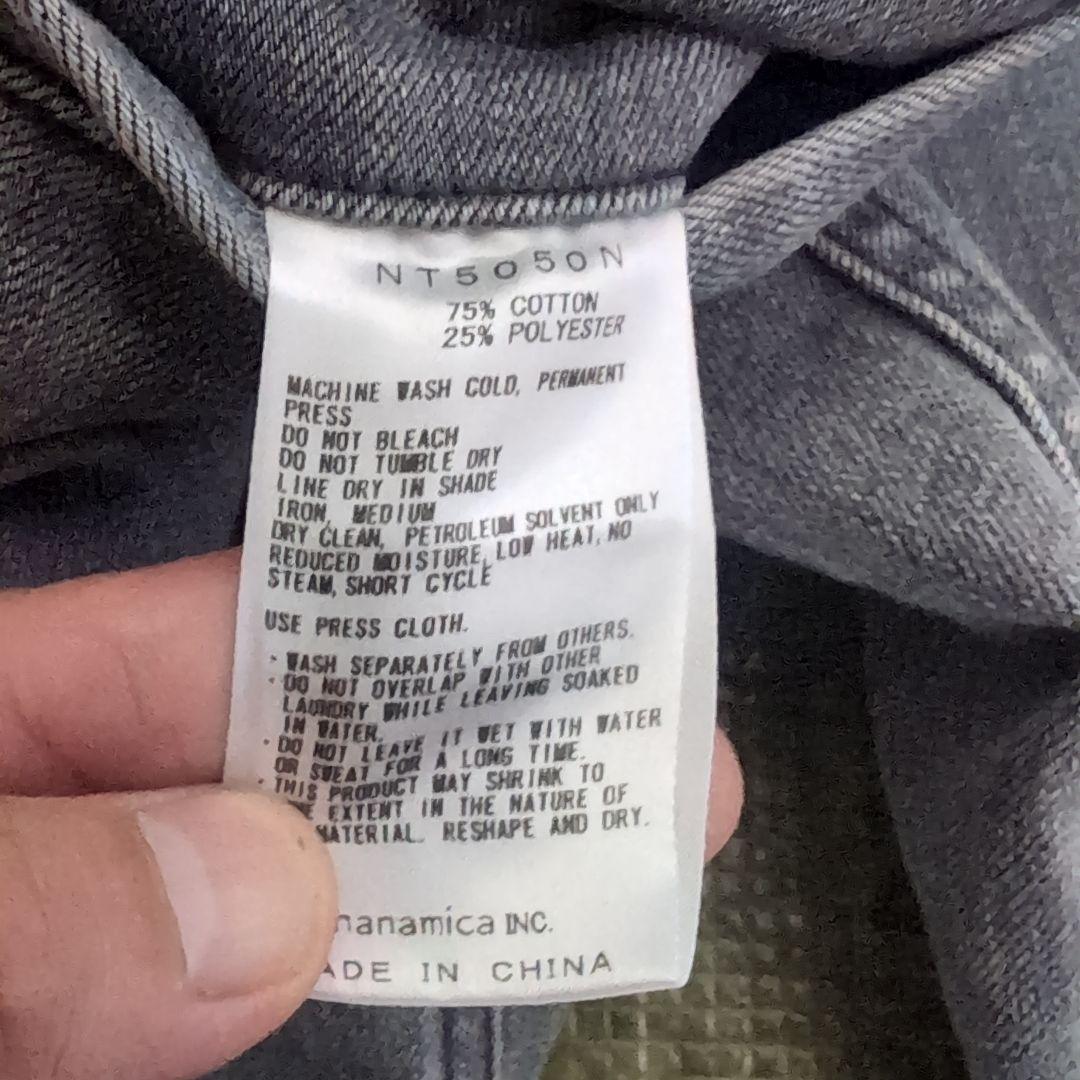 NT5050N
75% COTTON
25% POLYESTER
MACHINE WASH COLD, PERMANENT
PRESS
DO NOT BLEACH
DO NOT TUMBLE DRY
LINE DRY IN SHADE
IRON, MEDIUM
DRY CLEAN, PETROLEUM SOLVENT ONLY
REDUCED MOISTURE, LOW HEAT, NO
STEAM, SHORT CYCLE
USE PRESS CLOTH.
· WASH SEPARATELY FROM OTHERS.
· DO NOT OVERLAP WITH OTHER
LAUNDRY WHILE LEAVING SOAKED
IN WATER.
· DO NOT LEAVE IT WET WITH WATER
OR SWEAT FOR A LONG TIME.
· THIS PRODUCT MAY SHRINK TO
EXTENT IN THE NATURE OF
MATERIAL. RESHAPE AND DRY.
nanamica INC.
ADE IN CHINA